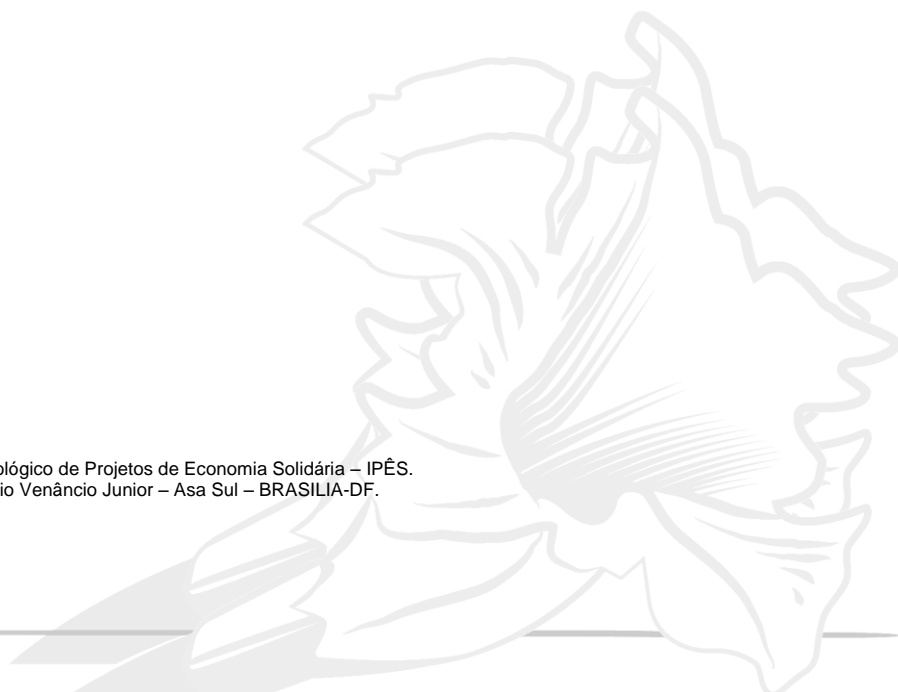 ológico de Projetos de Economia Solidária – IPÊS.
io Venâncio Junior – Asa Sul – BRASILIA-DF.